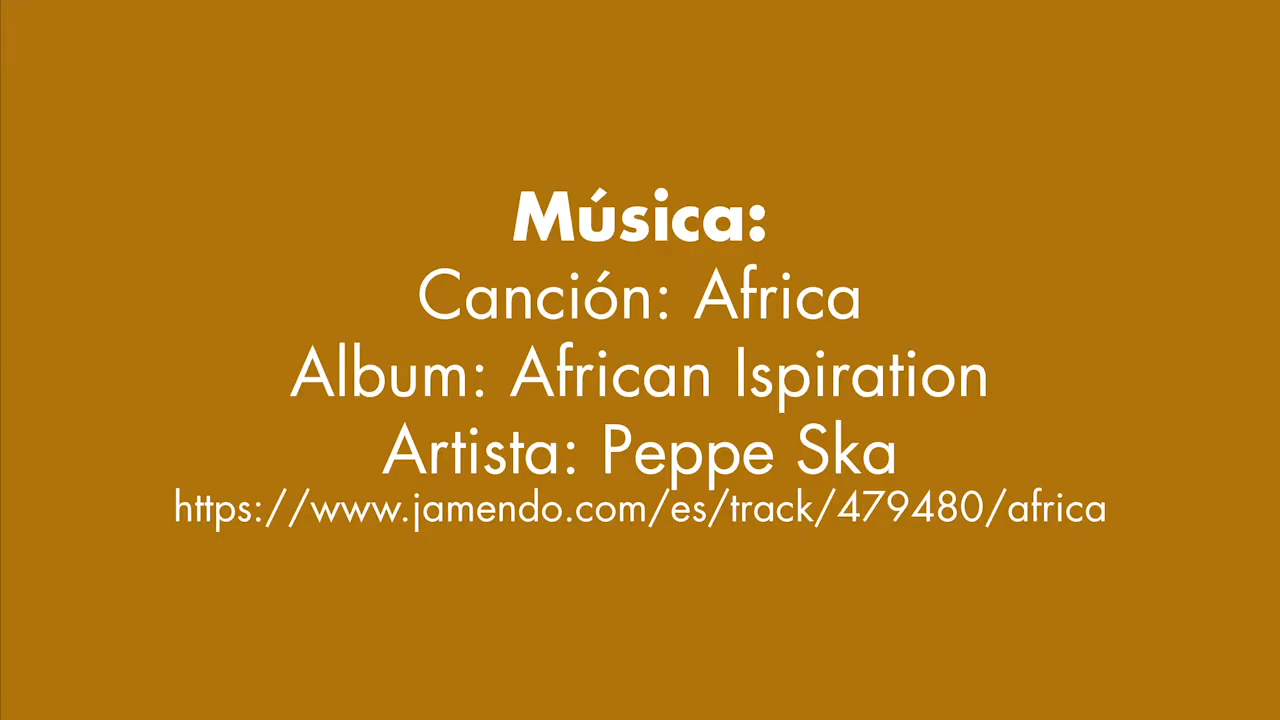 Música:
Canción: Africa
Album: African Ispiration
Artista: Peppe Ska
https://www.jamendo.com/es/track/479480/africa